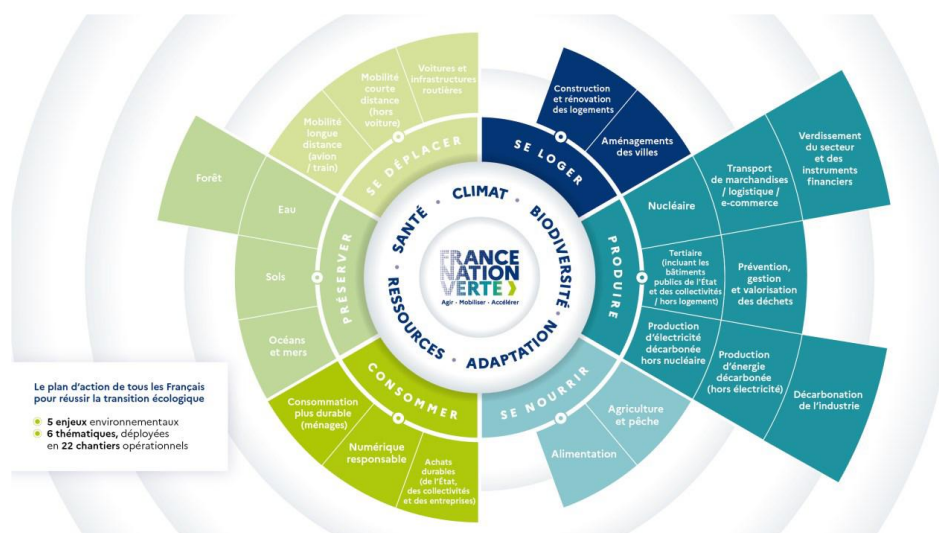 FRANCE
NATION
VERTE
Agir • Mobiliser • Accélérer
CLIMAT • BIODIVERSITÉ • ADAPTATION • RESSOURCES • SANTÉ •
SE LOGER
Construction
et rénovation
des logements
Aménagements
des villes
PRODUIRE
Nucléaire
Transport
de marchandises
/ logistique /
e-commerce
Verdissement
du secteur
et des
instruments
financiers
Tertiaire
(incluant les
bâtiments
publics de l'État
et des collectivités
/ hors logement)
Prévention,
gestion
et valorisation
des déchets
Production
d'électricité
décarbonée
hors nucléaire
Production
d'énergie
décarbonée
(hors électricité)
Décarbonation
de l'industrie
SE NOURRIR
Agriculture
et pêche
Alimentation
CONSOMMER
Consommation
plus durable
(ménages)
Numérique
responsable
Achats
durables
(de l'État,
des collectivités
et des entreprises)
PRÉSERVER
Forêt
Eau
Sols
Océans
et mers
SE DÉPLACER
Mobilité
longue
distance
(avion
/ train)
Mobilité
courte
distance
(hors
voiture)
Voitures et
infrastructures
routières
Le plan d'action de tous les Français
pour réussir la transition écologique
5 enjeux environnementaux
6 thématiques, déployées
en 22 chantiers opérationnels